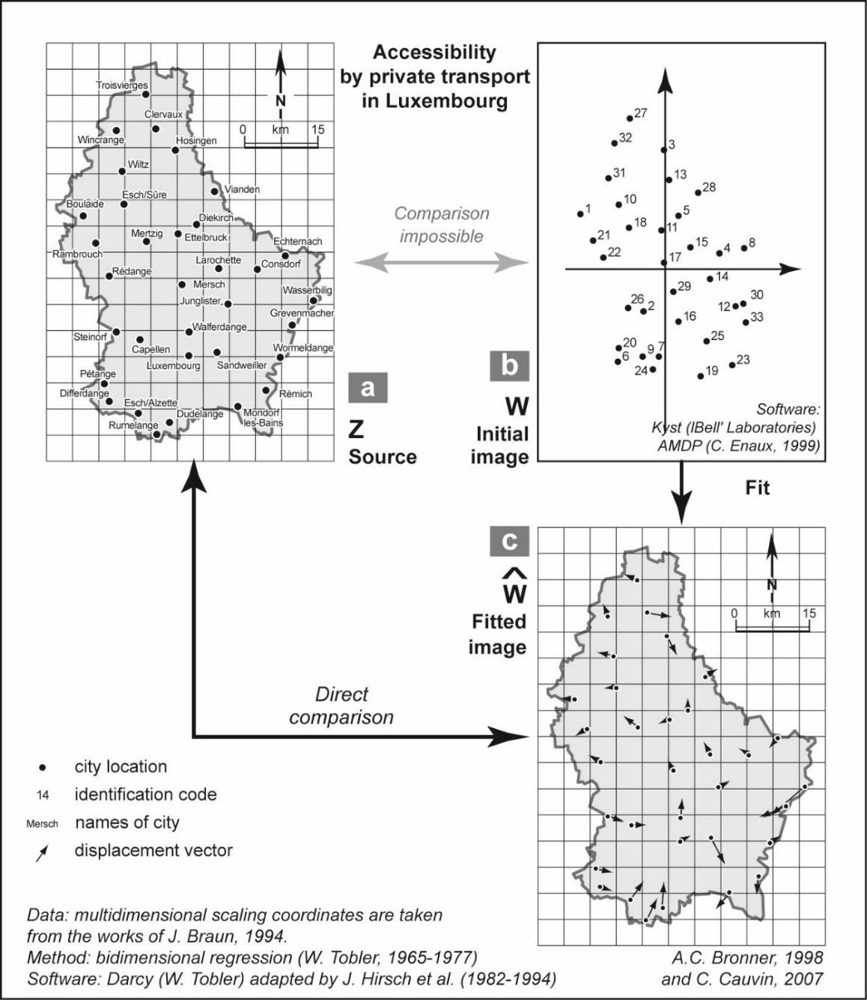 Accessibility
by private transport
in Luxembourg
N
0 km 15
Troisvierges
Clervaux
Wincrange
Hosingen
Wiltz
Vianden
Esch/Sûre
Boulaide
Diekirch
Mertzig
Ettelbruck
Echternach
Rambrouch
Larochette
Consdorf
Rédange
Mersch
Wasserbilig
Junglister
Grevenmacher
Walferdange
Steinorf
Capellen
Wormeldange
Luxembourg
Sandweiller
Pétange
Differdange
Rémich
Esch/Alzette
Dudelange
Mondorf
les-Bains
Rumelange
a
Z
Source
Comparison
impossible
27
32
3
31
13
28
10
1
5
18
11
21
15
4
8
22
17
14
29
26
2
30
12
16
33
25
20
9
7
6
24
23
19
Software:
Kyst (lBell' Laboratories)
AMDP (C. Enaux, 1999)
b
W
Initial
image
Fit
c
^
W
Fitted
image
N
0 km 15
Direct
comparison
city location
14 identification code
Mersch names of city
displacement vector
Data: multidimensional scaling coordinates are taken
from the works of J. Braun, 1994.
Method: bidimensional regression (W. Tobler, 1965-1977)
Software: Darcy (W. Tobler) adapted by J. Hirsch et al. (1982-1994)
A.C. Bronner, 1998
and C. Cauvin, 2007